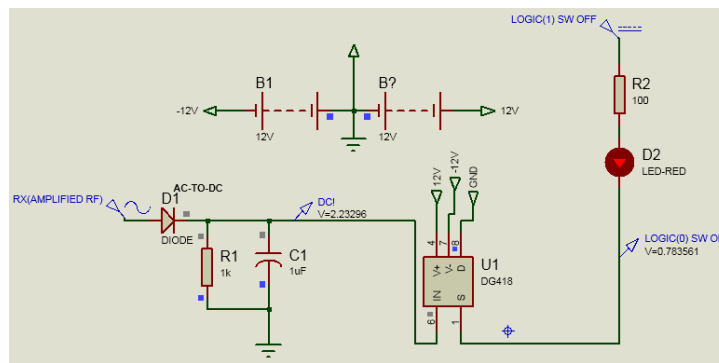 LOGIC(1) SW OFF
R2
100
D2
LED-RED
B1
B?
-12V
12V
12V
12V
AC-TO-DC
RX(AMPLIFIED RF)
D1
DIODE
DCI
V=2.23296
R1
1k
C1
1uF
12V
-12V
GND
4
7
8
V+
V-
D
U1
DG418
IN
S
6
1
LOGIC(0) SW O
V=0.783561